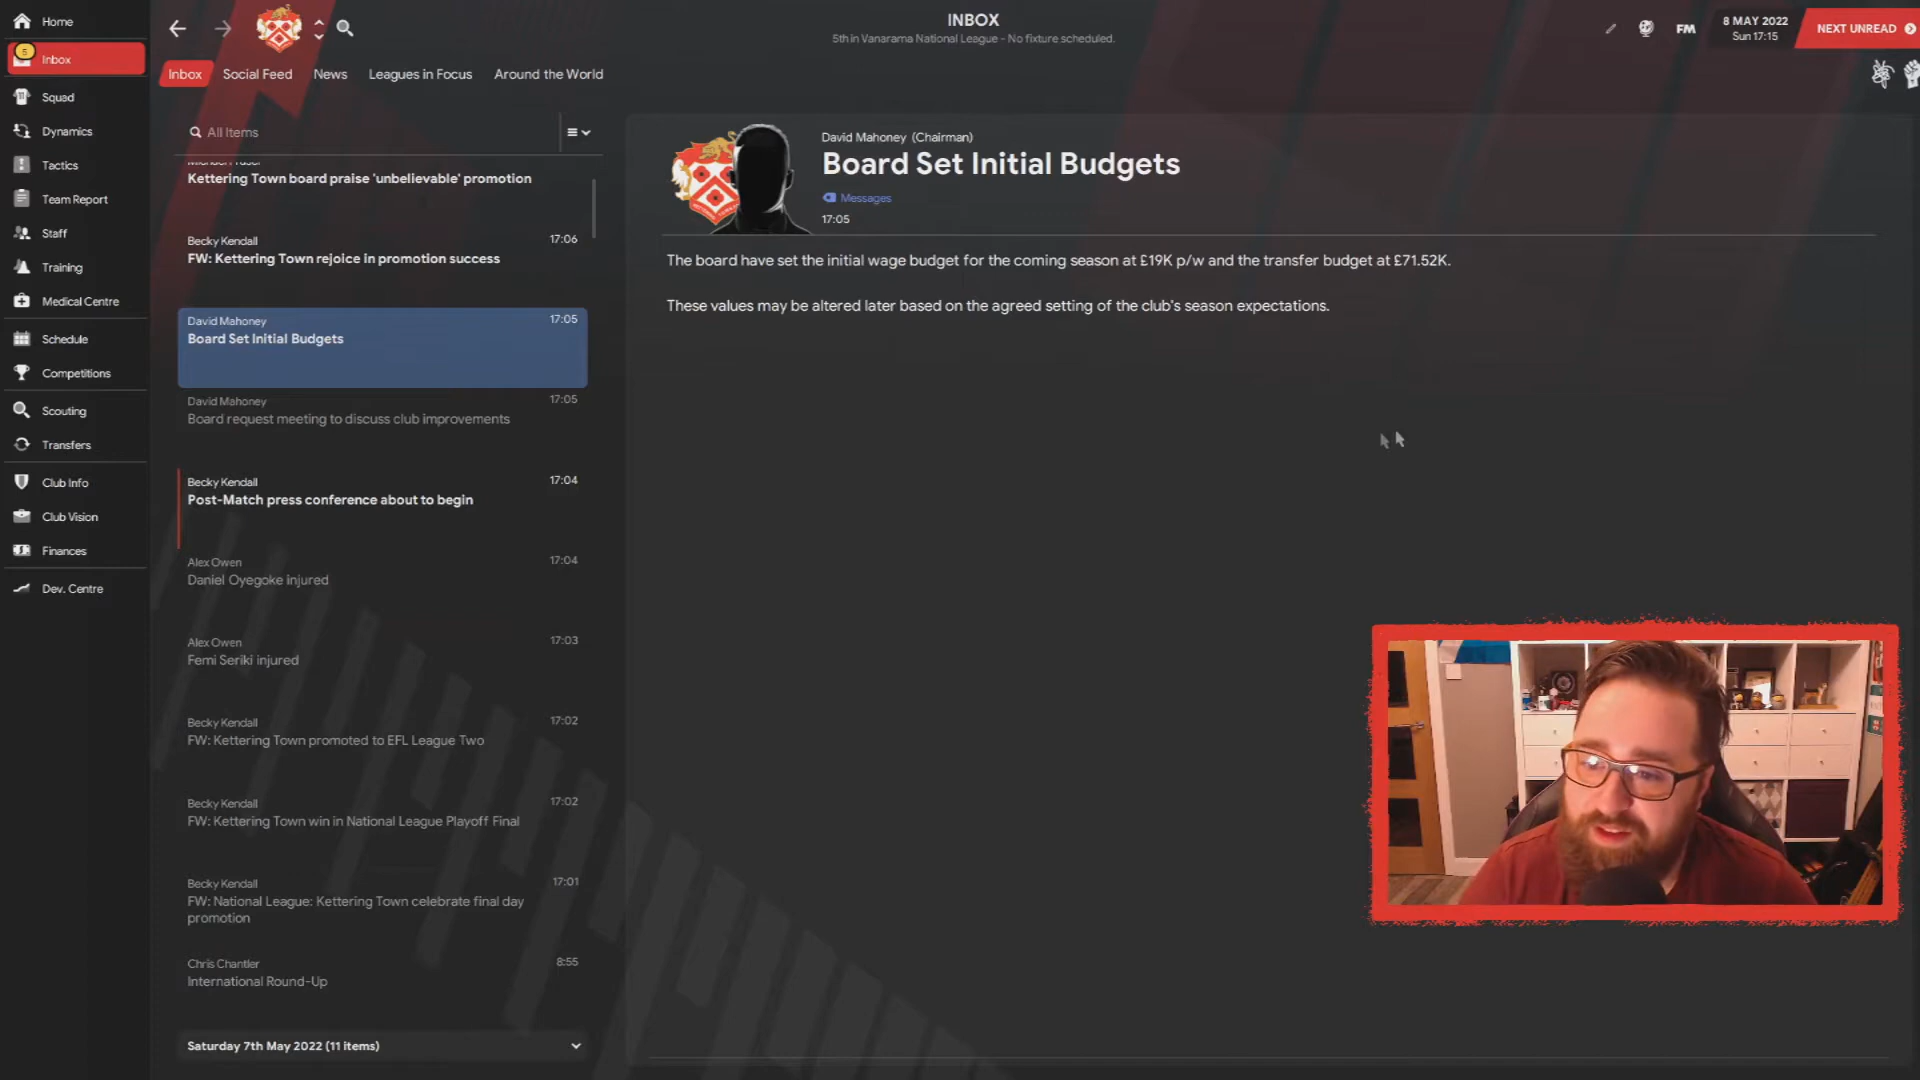 Home
5
Inbox
Squad
Dynamics
Tactics
Team Report
Staff
Training
Medical Centre
Schedule
Competitions
Scouting
Transfers
Club Info
Club Vision
Finances
Dev. Centre
INBOX
5th in Vanarama National League - No fixture scheduled.
FM
8 MAY 2022
Sun 17:15
NEXT UNREAD
Inbox
Social Feed
News
Leagues in Focus
Around the World
All Items
Kettering Town board praise 'unbelievable' promotion
Becky Kendall
17:06
FW: Kettering Town rejoice in promotion success
David Mahoney
17:05
Board Set Initial Budgets
David Mahoney
17:05
Board request meeting to discuss club improvements
Becky Kendall
17:04
Post-Match press conference about to begin
Alex Owen
17:04
Daniel Oyegoke injured
Alex Owen
17:03
Femi Seriki injured
Becky Kendall
17:02
FW: Kettering Town promoted to EFL League Two
Becky Kendall
17:02
FW: Kettering Town win in National League Playoff Final
Becky Kendall
17:01
FW: National League: Kettering Town celebrate final day
promotion
Chris Chantler
8:55
International Round-Up
Saturday 7th May 2022 (11 items)
David Mahoney (Chairman)
Board Set Initial Budgets
Messages
17:05
The board have set the initial wage budget for the coming season at £19K p/w and the transfer budget at £71.52K.
These values may be altered later based on the agreed setting of the club's season expectations.